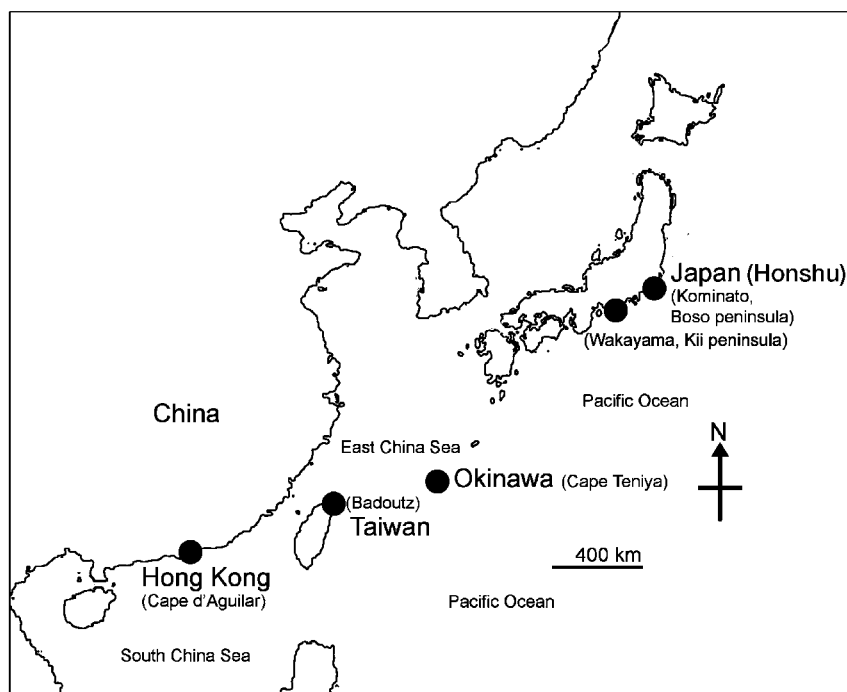 Japan (Honshu)
(Kominato,
Boso peninsula)
(Wakayama, Kii peninsula)
Pacific Ocean
China
East China Sea
N
Okinawa (Cape Teniya)
(Badoutz)
Taiwan
400 km
Hong Kong
(Cape d'Aguilar)
Pacific Ocean
South China Sea